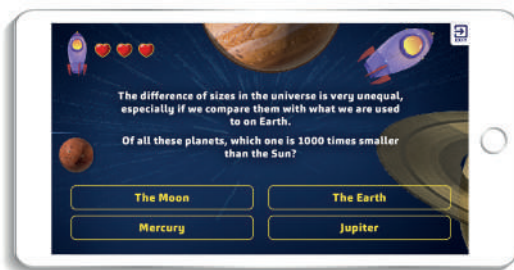 EXIT
The difference of sizes in the universe is very unequal,
especially if we compare them with what we are used
to on Earth.
Of all these planets, which one is 1000 times smaller
than the Sun?
The Moon
The Earth
Mercury
Jupiter